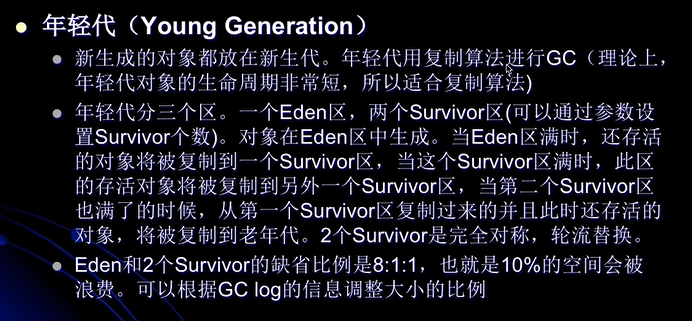 年轻代（Young Generation）
新生成的对象都放在新生代。年轻代用复制算法进行GC（理论上，
年轻代对象的生命周期非常短，所以适合复制算法)
年轻代分三个区。一个Eden区，两个Survivor区(可以通过参数设
置Survivor个数)。对象在Eden区中生成。当Eden区满时，还存活
的对象将被复制到一个Survivor区，当这个Survivor区满时，此区
的存活对象将被复制到另外一个Survivor区，当第二个Survivor区
也满了的时候，从第一个Survivor区复制过来的并且此时还存活的
对象，将被复制到老年代。2个Survivor是完全对称，轮流替换。
Eden和2个Survivor的缺省比例是8:1:1，也就是10%的空间会被
浪费。可以根据GC log的信息调整大小的比例